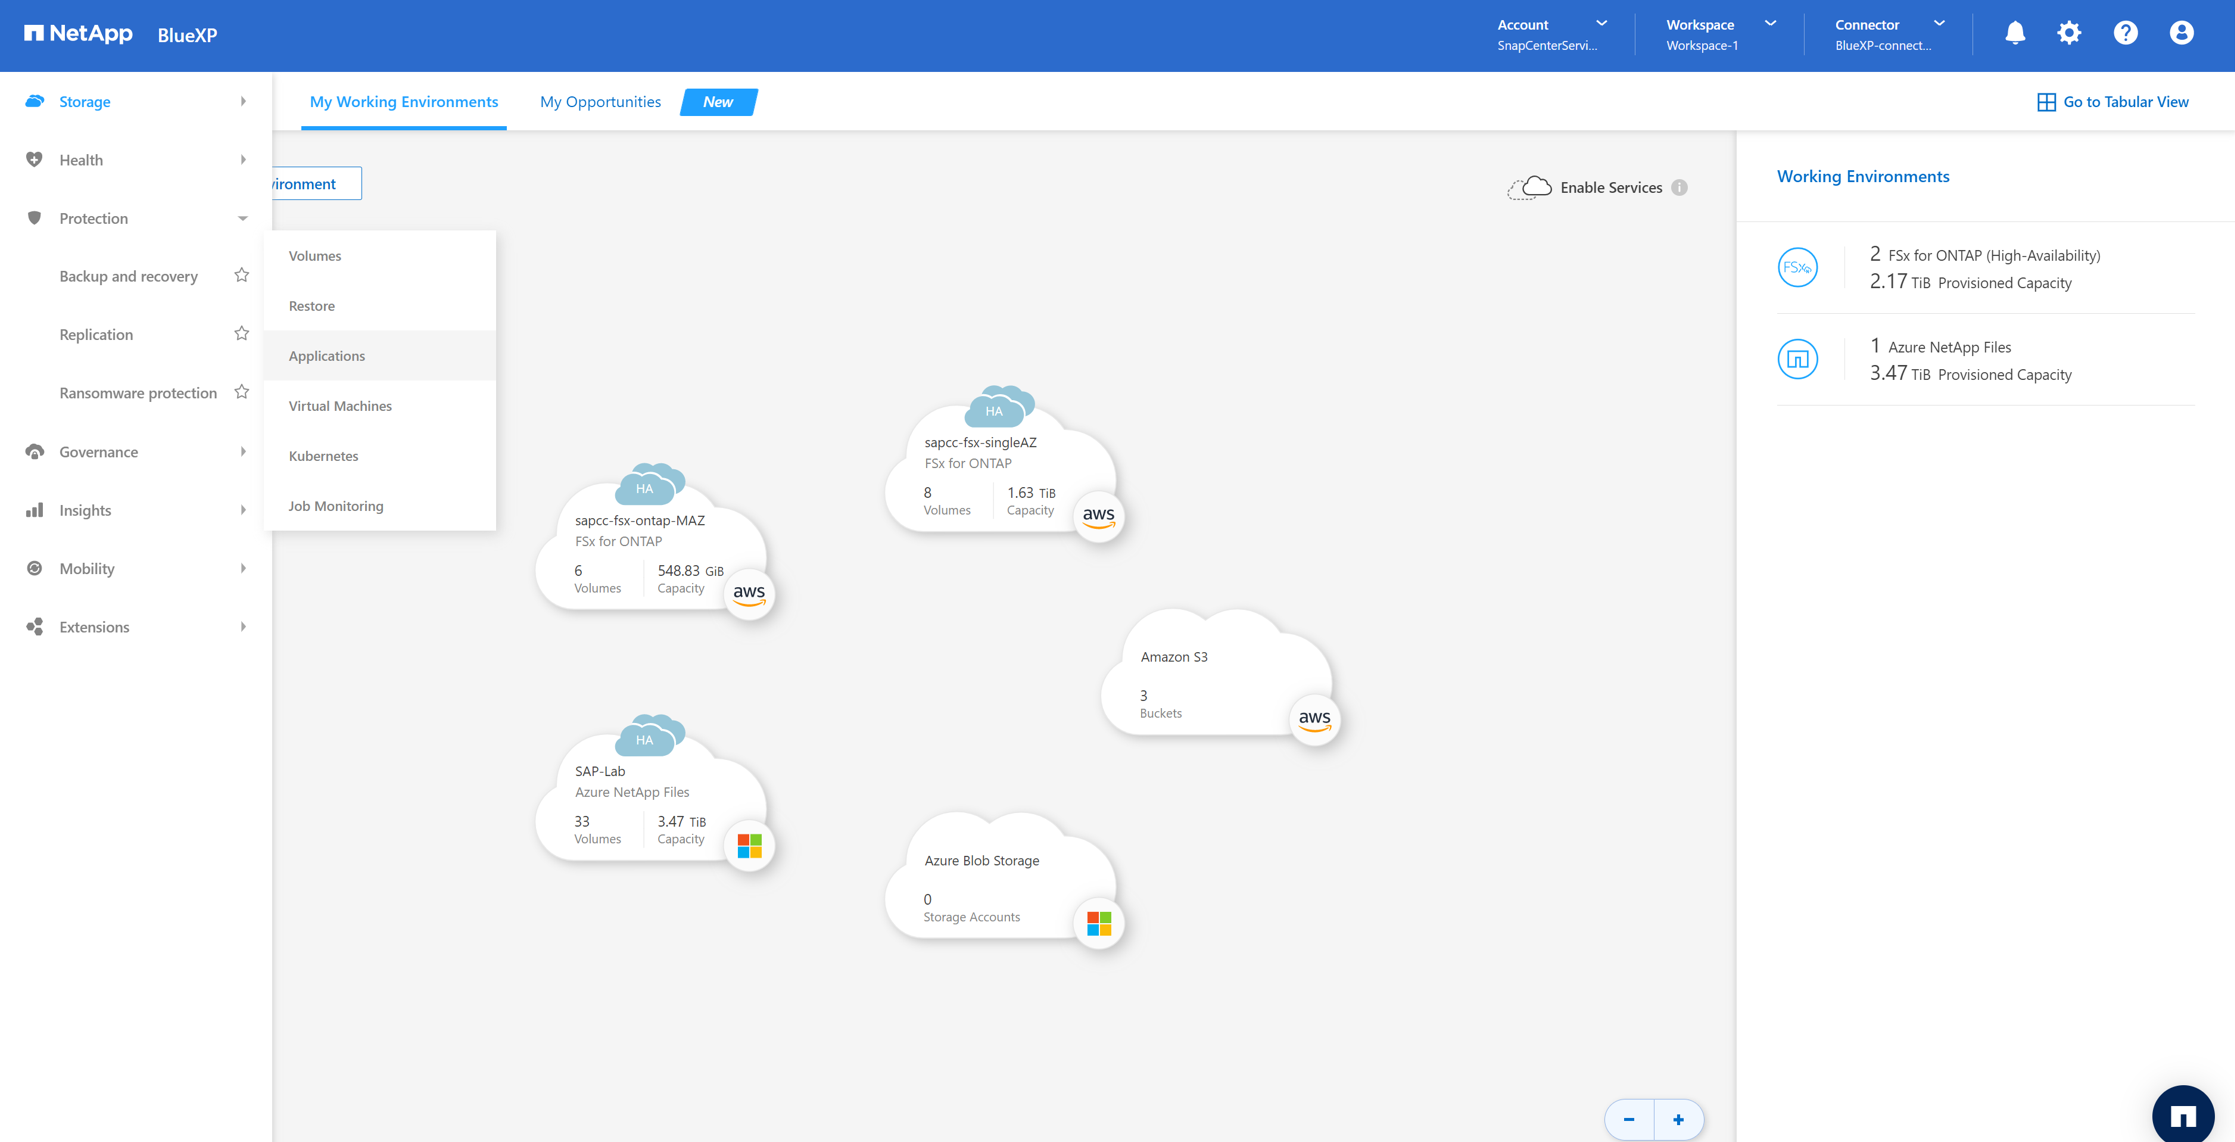 NetApp BlueXP
Account
SnapCenterServi...
Workspace
Workspace-1
Connector
BlueXP-connect...
Storage
Health
Protection
Backup and recovery
Replication
Ransomware protection
Governance
Insights
Mobility
Extensions
My Working Environments
My Opportunities
New
Go to Tabular View
vironment
Enable Services
Volumes
Restore
Applications
Virtual Machines
Kubernetes
Job Monitoring
HA
sapcc-fsx-singleAZ
FSx for ONTAP
8
Volumes
1.63 TiB
Capacity
aws
HA
sapcc-fsx-ontap-MAZ
FSx for ONTAP
6
Volumes
548.83 GiB
Capacity
aws
Amazon S3
3
Buckets
aws
HA
SAP-Lab
Azure NetApp Files
33
Volumes
3.47 TiB
Capacity
Azure Blob Storage
0
Storage Accounts
Working Environments
FSx
2 FSx for ONTAP (High-Availability)
2.17 TiB Provisioned Capacity
1 Azure NetApp Files
3.47 TiB Provisioned Capacity